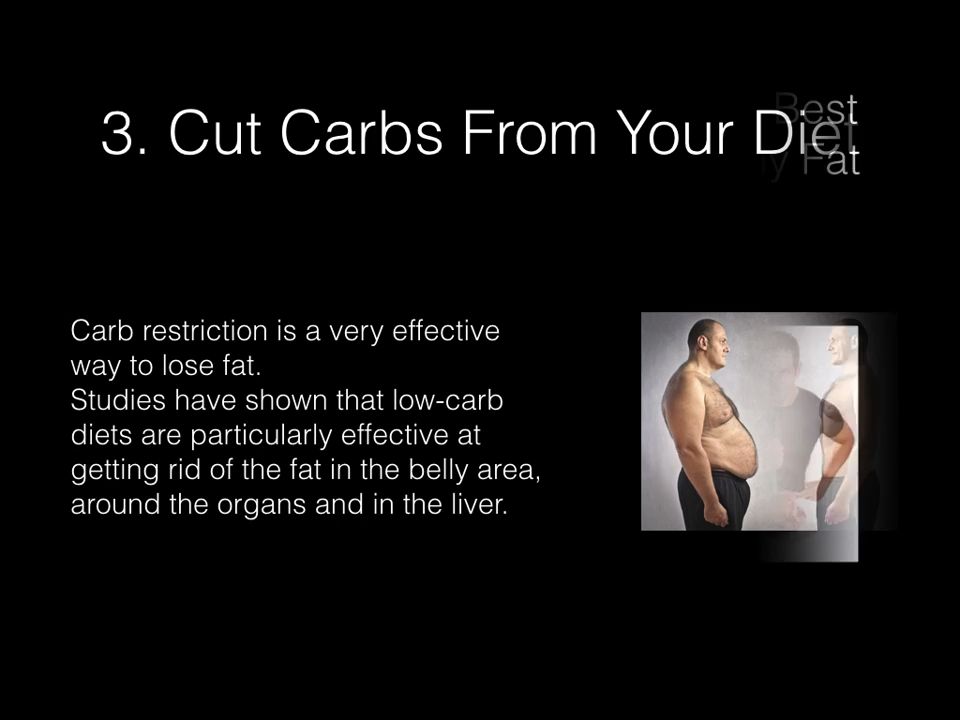 3. Cut Carbs From Your Diet
Best
Fat
Carb restriction is a very effective
way to lose fat.
Studies have shown that low-carb
diets are particularly effective at
getting rid of the fat in the belly area,
around the organs and in the liver.